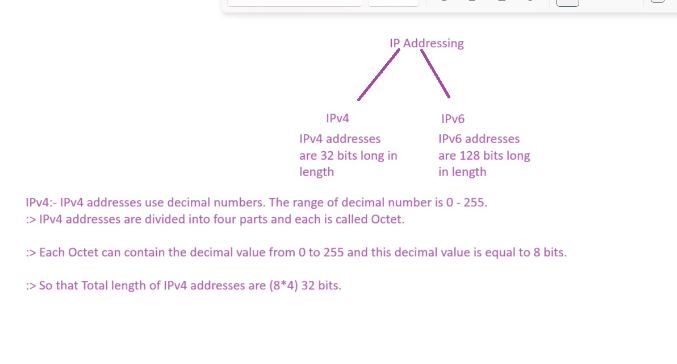 IP Addressing
IPv4
IPv4 addresses
are 32 bits long in
length
IPv6
IPv6 addresses
are 128 bits long
in length
IPv4:- IPv4 addresses use decimal numbers. The range of decimal number is 0 - 255.
:> IPv4 addresses are divided into four parts and each is called Octet.
:> Each Octet can contain the decimal value from 0 to 255 and this decimal value is equal to 8 bits.
:> So that Total length of IPv4 addresses are (8*4) 32 bits.